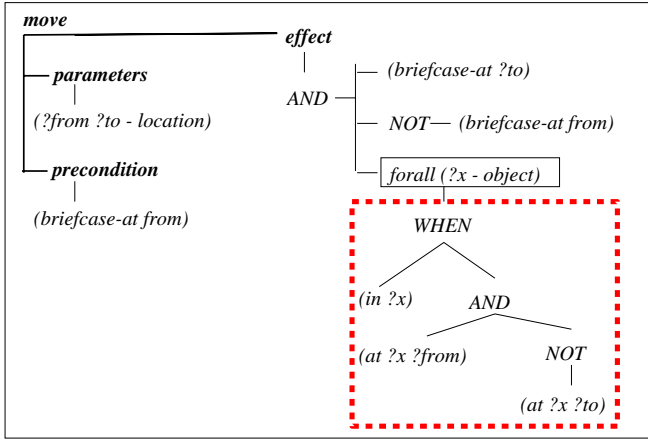 move
effect
parameters
(?from ?to - location)
precondition
(briefcase-at from)
AND
(briefcase-at ?to)
NOT
(briefcase-at from)
forall (?x - object)
WHEN
(in ?x)
AND
(at ?x ?from)
NOT
(at ?x ?to)